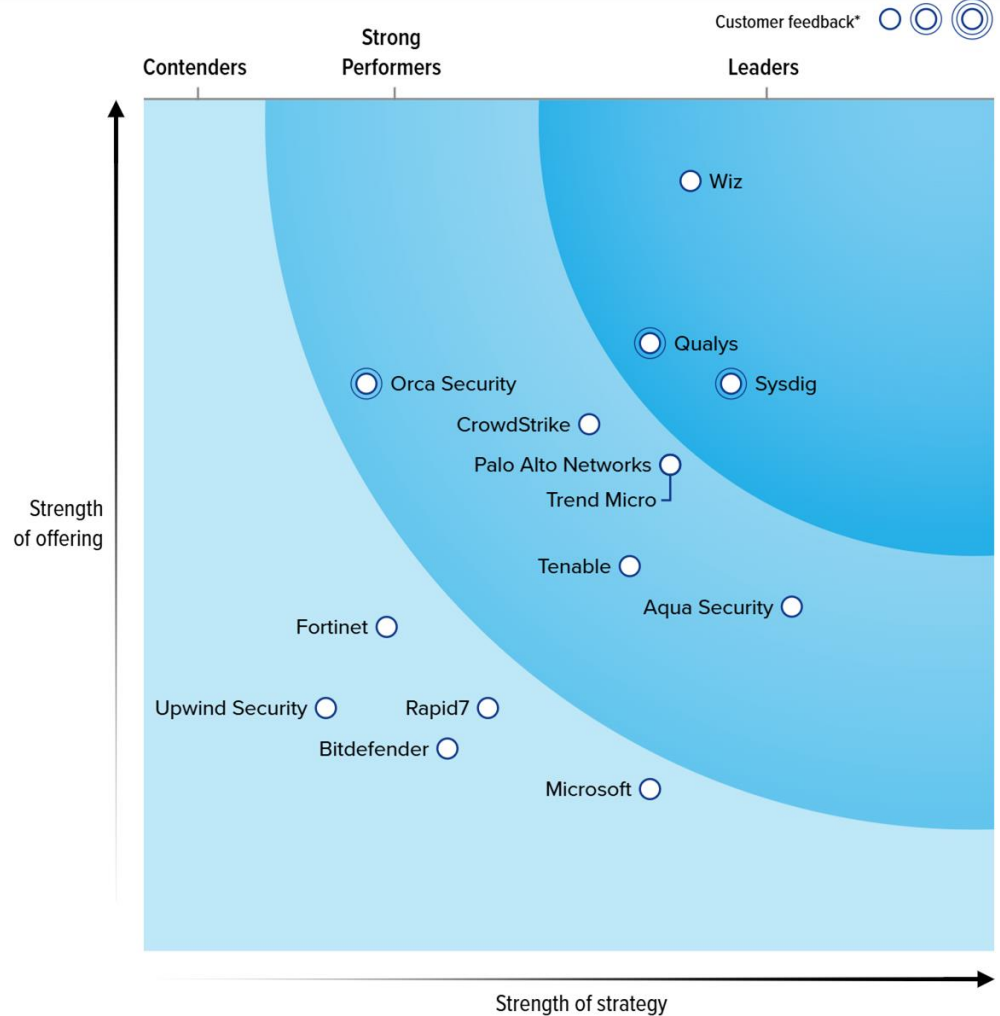 Customer feedback*
Contenders
Strong
Performers
Leaders
Wiz
Qualys
Orca Security
Sysdig
CrowdStrike
Palo Alto Networks
Trend Micro
Strength
of offering
Tenable
Aqua Security
Fortinet
Upwind Security
Rapid7
Bitdefender
Microsoft
Strength of strategy